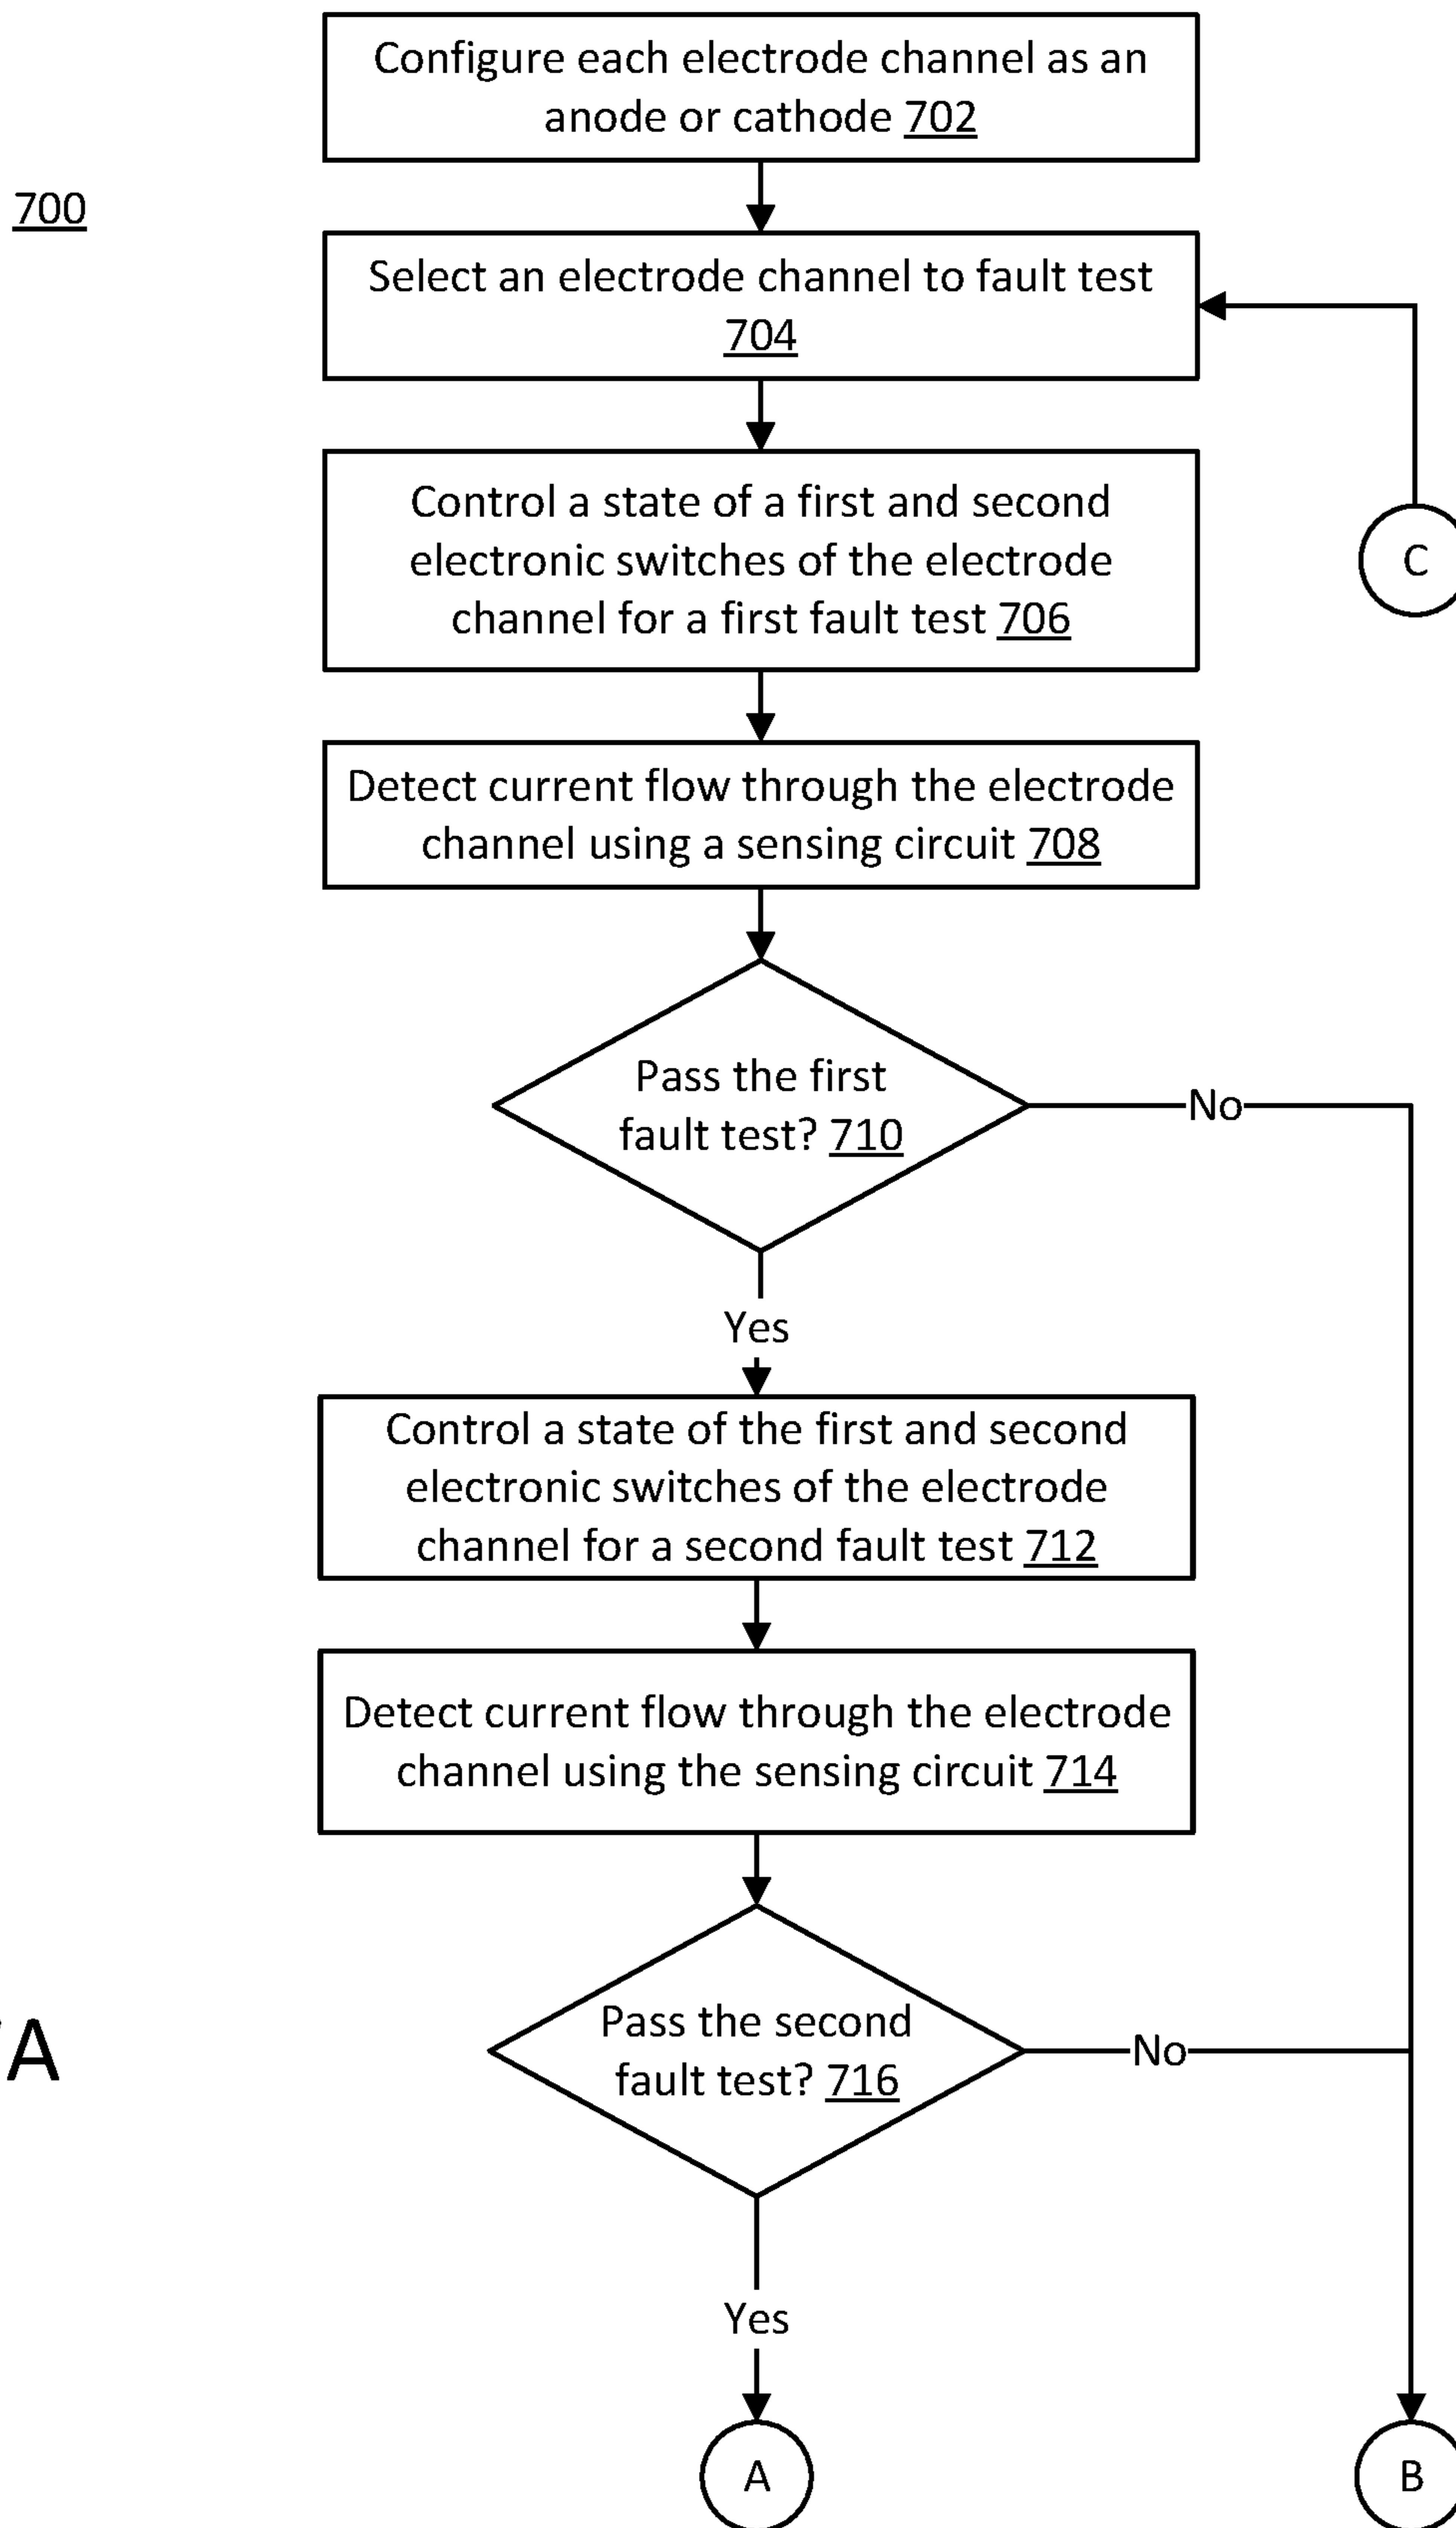 Configure each electrode channel as an
anode or cathode 702
700
Select an electrode channel to fault test
704
Control a state of a first and second
electronic switches of the electrode
channel for a first fault test 706
C
Detect current flow through the electrode
channel using a sensing circuit 708
Pass the first
fault test? 710
No
Yes
Control a state of the first and second
electronic switches of the electrode
channel for a second fault test 712
Detect current flow through the electrode
channel using the sensing circuit 714
Pass the second
fault test? 716
No
A
Yes
A
B